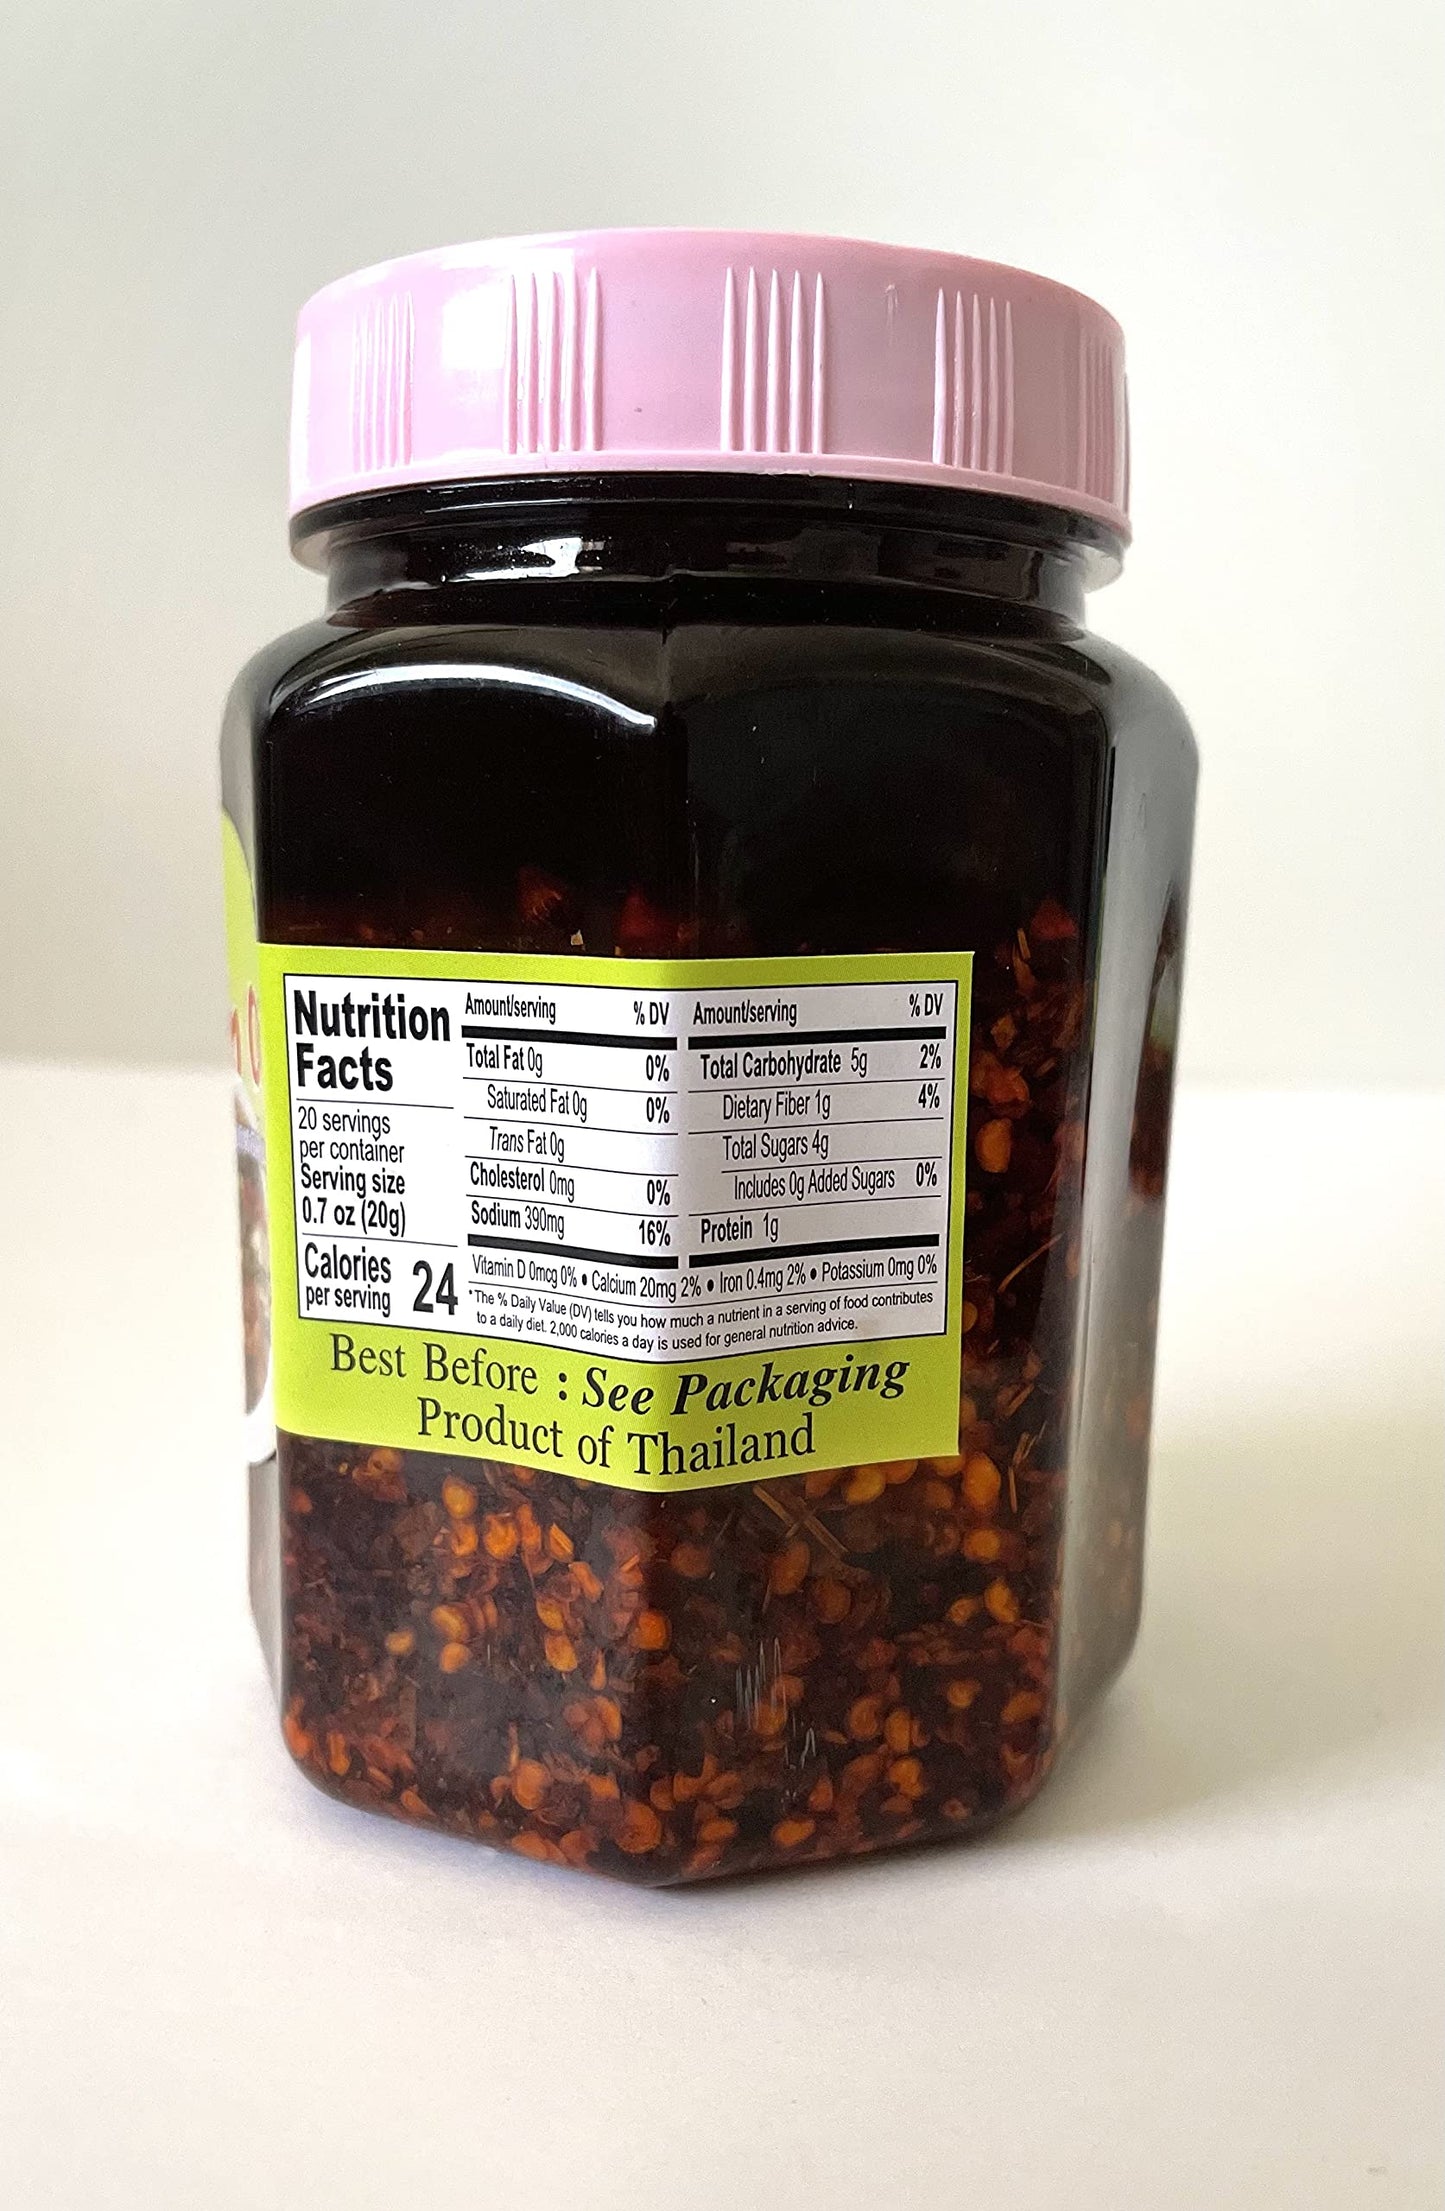 Nutrition
Facts
20 servings
per container
Serving size
0.7 oz (20g)
Calories
per serving 24
Amount/serving % DV
Total Fat 0g 0%
Saturated Fat 0g 0%
Trans Fat 0g
Cholesterol 0mg 0%
Sodium 390mg 16%
Amount/serving % DV
Total Carbohydrate 5g 2%
Dietary Fiber 1g 4%
Total Sugars 4g
Includes 0g Added Sugars 0%
Protein 1g
Vitamin D 0mcg 0% • Calcium 20mg 2% • Iron 0.4mg 2% • Potassium 0mg 0%
*The % Daily Value (DV) tells you how much a nutrient in a serving of food contributes
to a daily diet. 2,000 calories a day is used for general nutrition advice.
Best Before : See Packaging
Product of Thailand